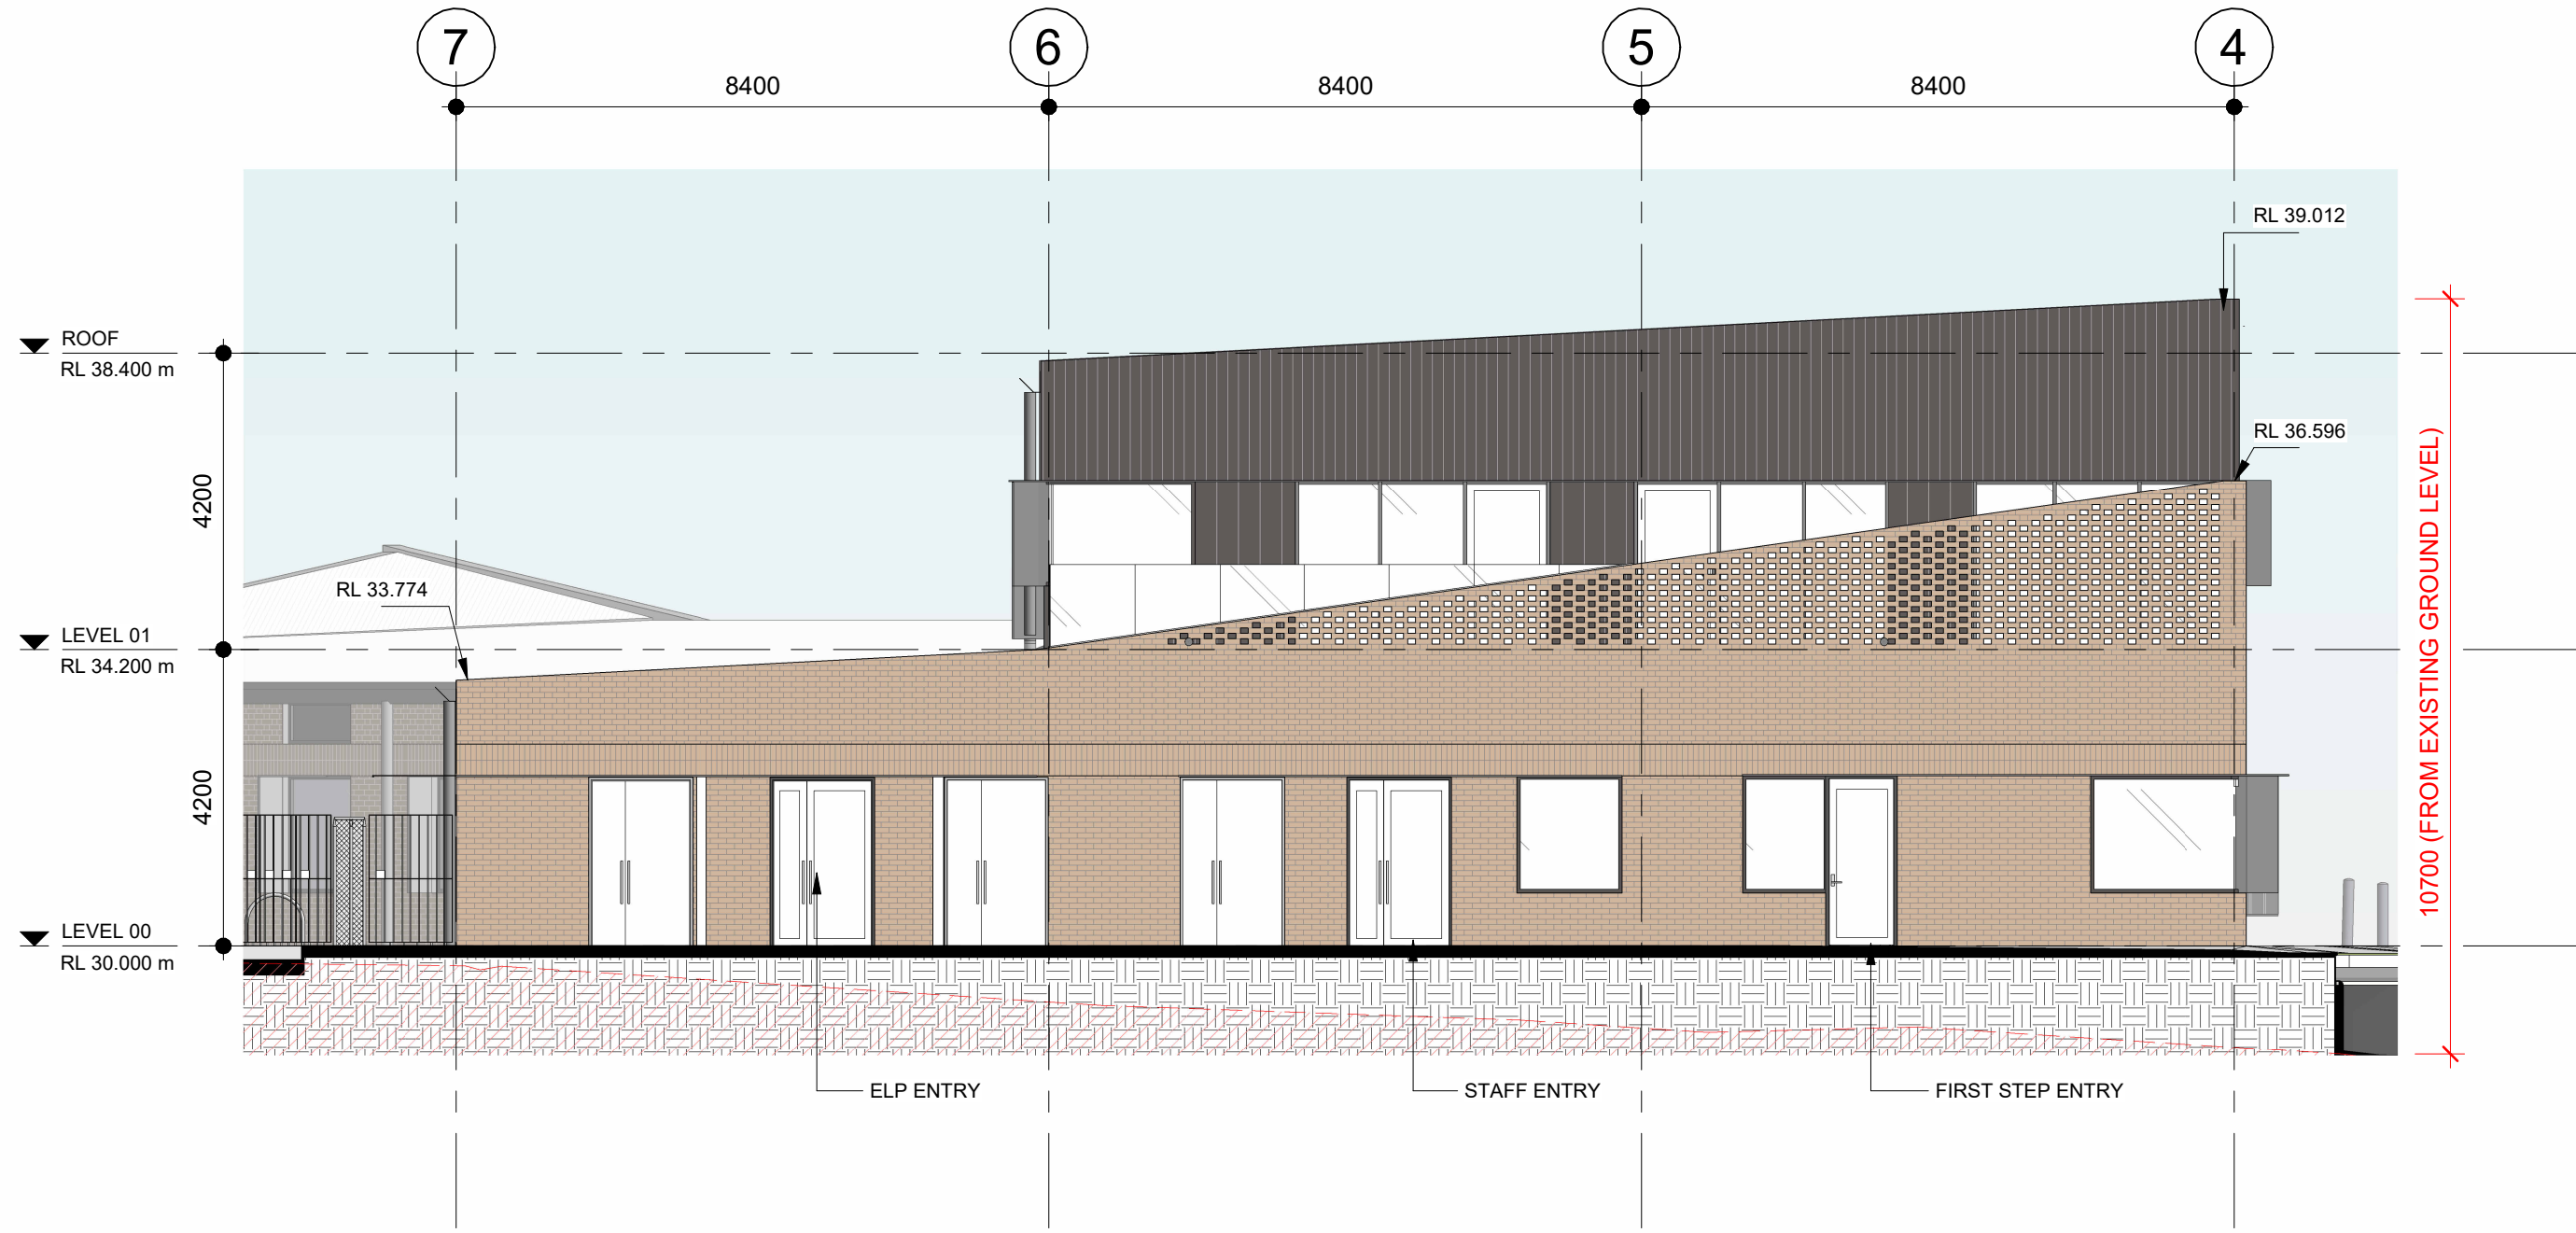 7 6 5 4
8400 8400 8400
RL 39.012
ROOF
RL 38.400 m
RL 36.596
4200
RL 33.774
LEVEL 01
RL 34.200 m
10700 (FROM EXISTING GROUND LEVEL)
4200
LEVEL 00
RL 30.000 m
ELP ENTRY
STAFF ENTRY
FIRST STEP ENTRY